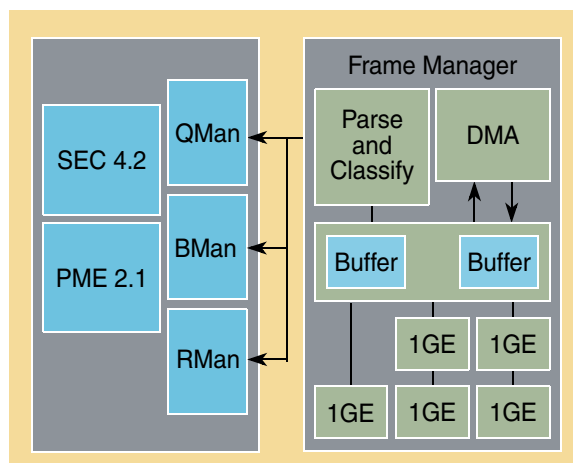 SEC 4.2
PME 2.1
QMan
BMan
RMan
Frame Manager
Parse
and
Classify
DMA
Buffer
Buffer
1GE
1GE
1GE
1GE
1GE